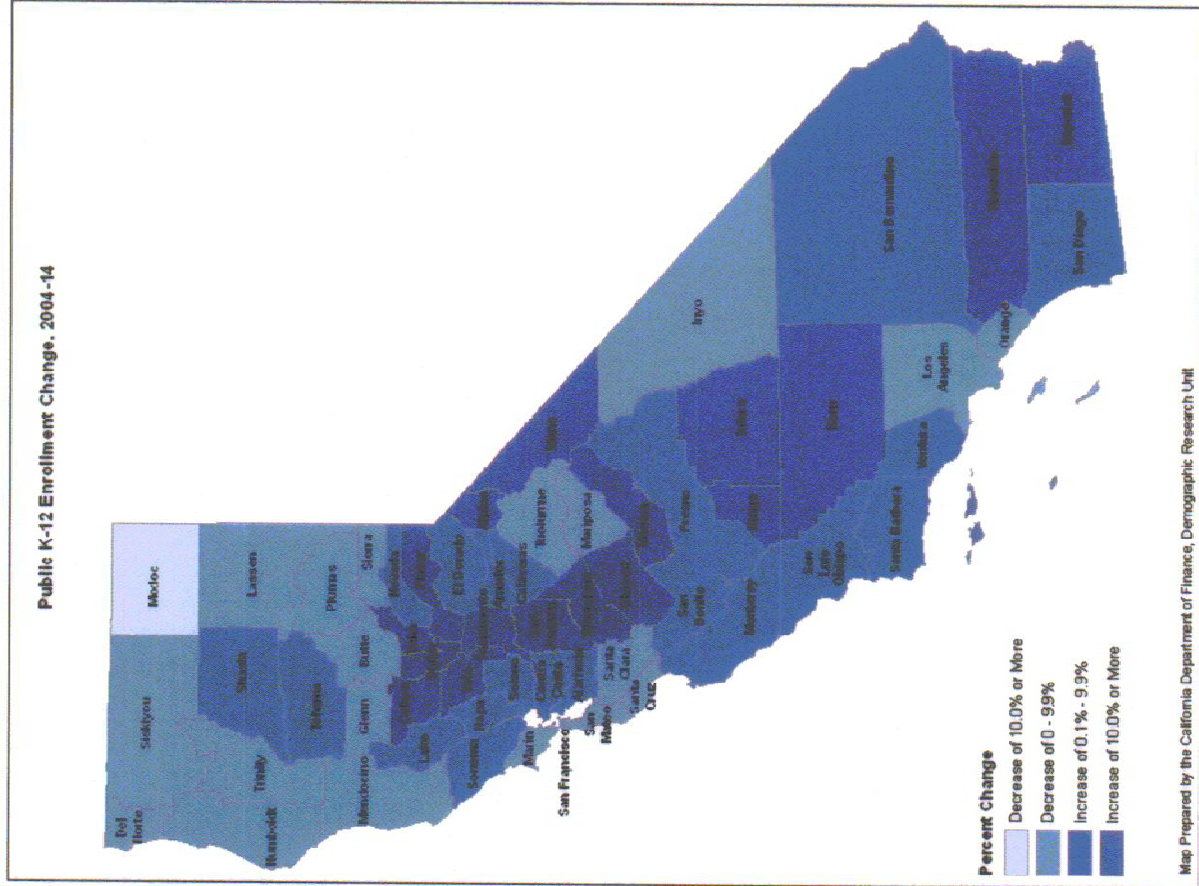 Public K-12 Enrollment Change, 2004-14
Del
Norte
Siskiyou
Modoc
Humboldt
Trinity
Shasta
Lassen
Tehama
Plumas
Mendocino
Glenn
Butte
Sierra
Lake
Nevada
Sonoma
Napa
El Dorado
Marin
Solano
Sacramento
Amador
Calaveras
San Francisco
Contra
Costa
Alameda
Tuolumne
San
Mateo
Santa
Clara
Mariposa
Santa
Cruz
San
Benito
Fresno
Monterey
Inyo
San
Luis
Obispo
Kern
Santa Barbara
Ventura
Los
Angeles
San Bernardino
Orange
San Diego
Percent Change
Decrease of 10.0% or More
Decrease of 0 - 9.9%
Increase of 0.1% - 9.9%
Increase of 10.0% or More
Map Prepared by the California Department of Finance, Demographic Research Unit